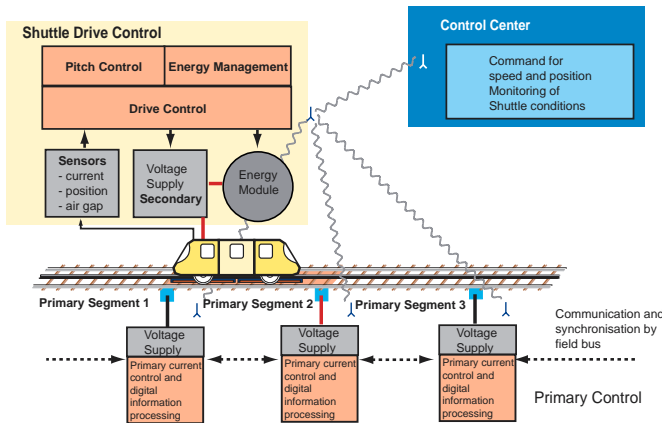 Shuttle Drive Control
Pitch Control
Energy Management
Drive Control
Sensors
- current
- position
- air gap
Voltage
Supply
Secondary
Energy
Module
Control Center
Command for
speed and position
Monitoring of
Shuttle conditions
Primary Segment 1
Primary Segment 2
Primary Segment 3
Voltage
Supply
Primary current
control and
digital
information
processing
Voltage
Supply
Primary current
control and
digital
information
processing
Voltage
Supply
Primary current
control and
digital
information
processing
Communication and
synchronisation by
field bus
Primary Control